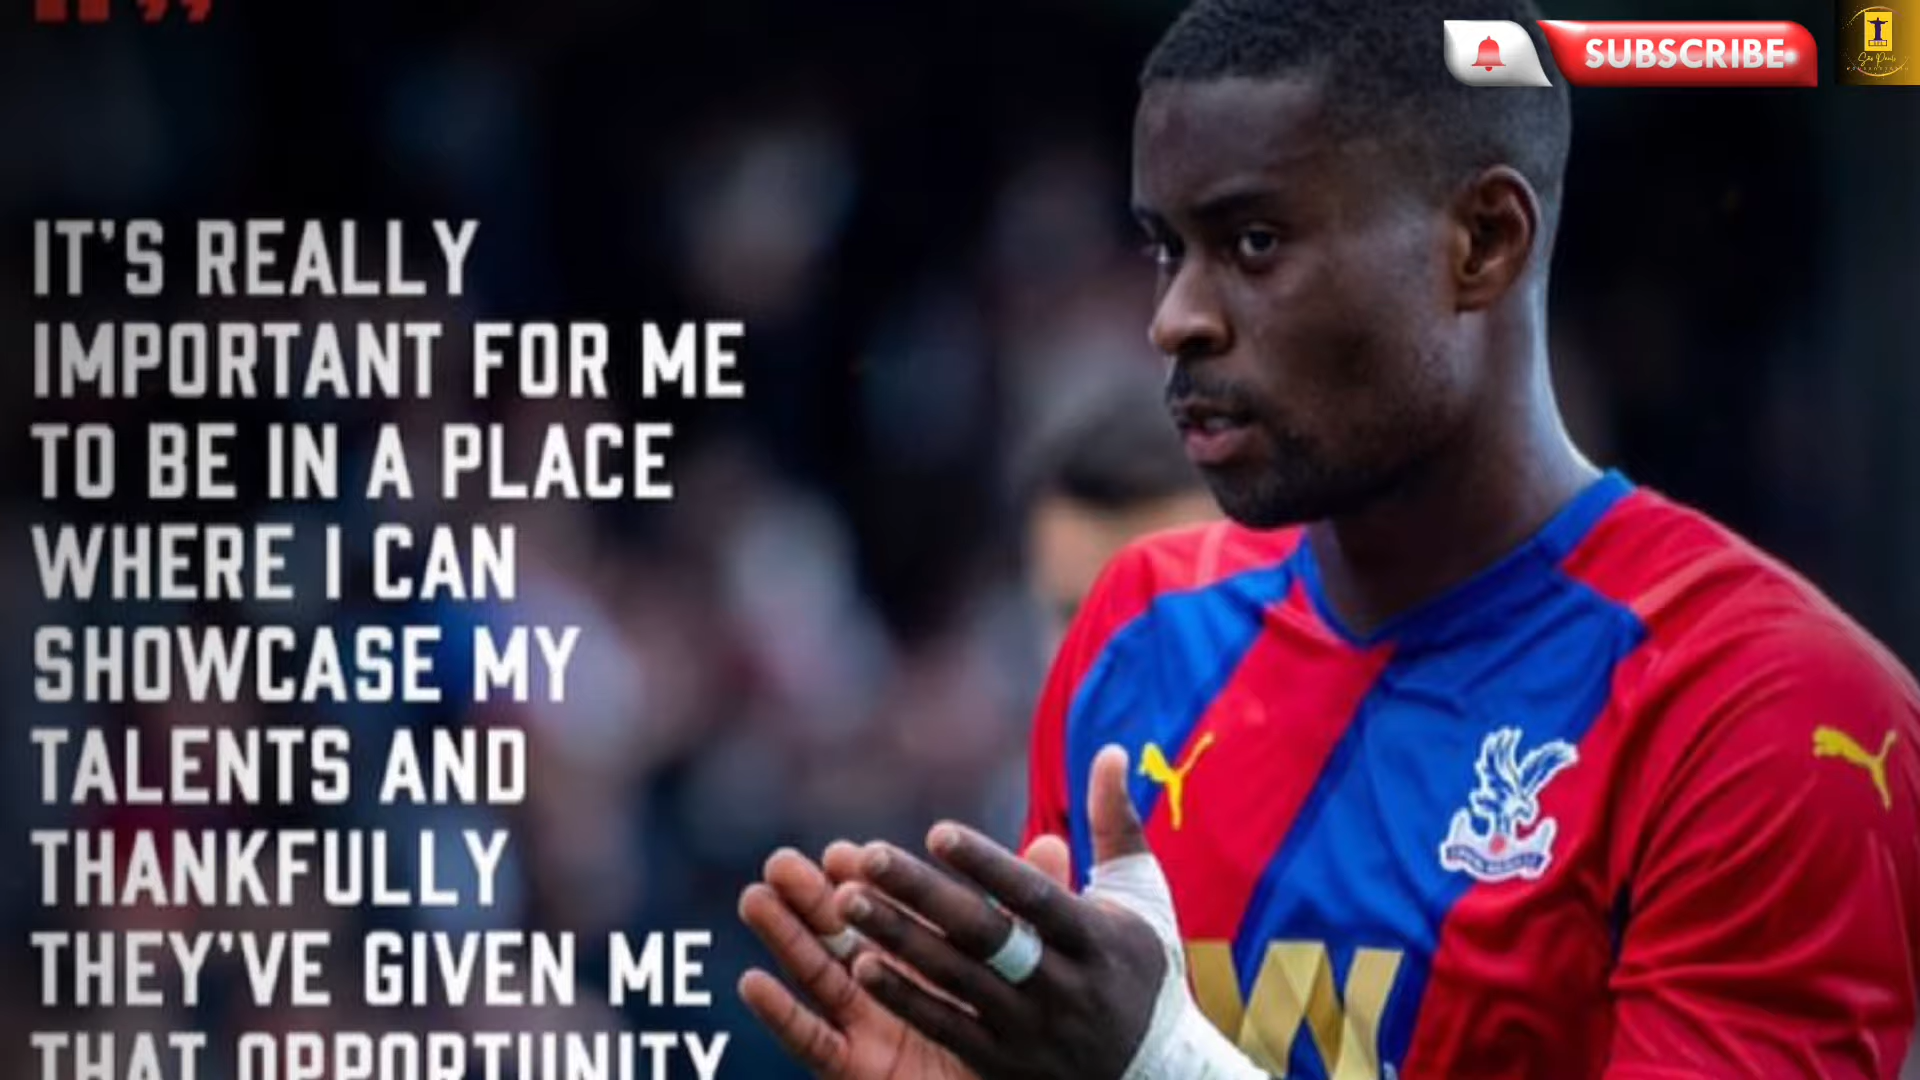 SUBSCRIBE
IT'S REALLY
IMPORTANT FOR ME
TO BE IN A PLACE
WHERE I CAN
SHOWCASE MY
TALENTS AND
THANKFULLY
THEY'VE GIVEN ME
THAT OPPORTUNITY
W